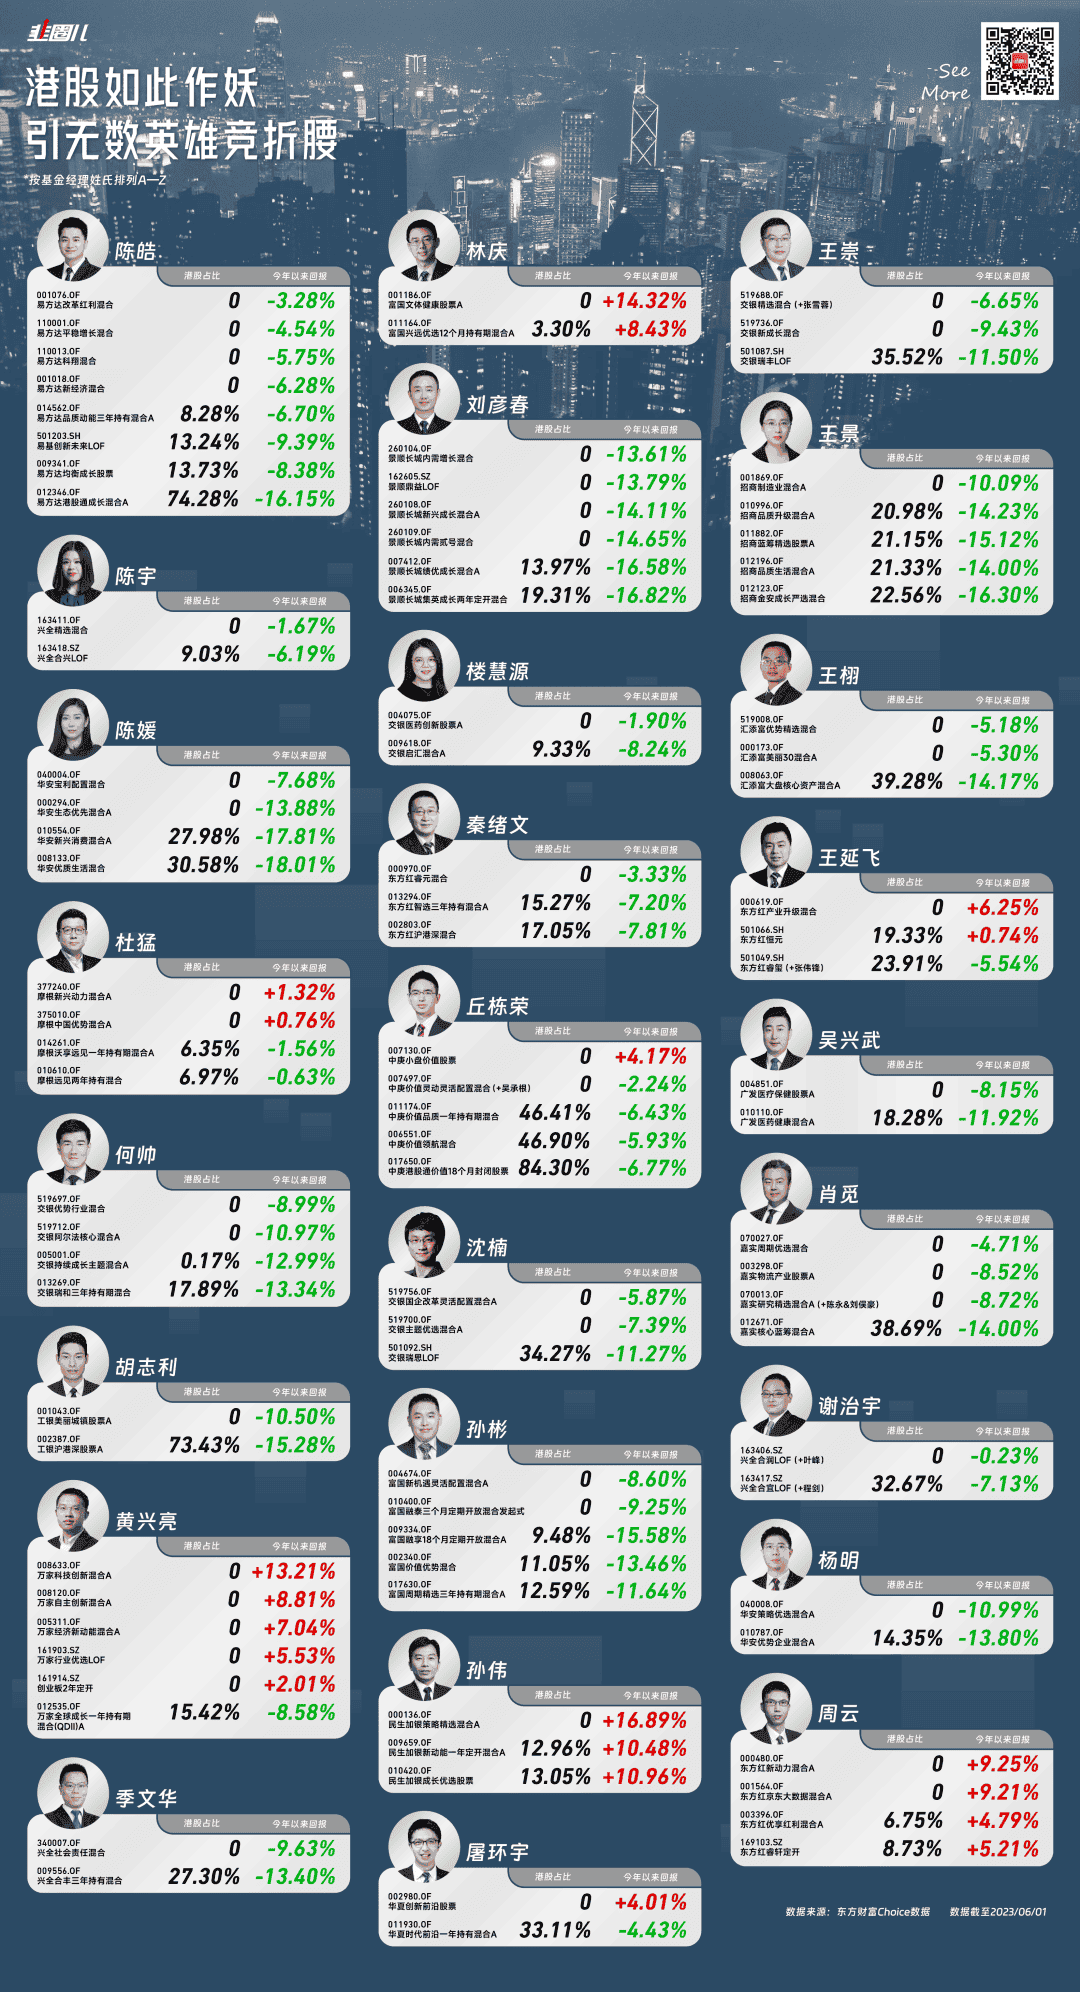 韭圈儿
港股如此作妖
引无数英雄竞折腰
*按基金经理姓氏排列A—Z
See
More
陈皓
港股占比 今年以来回报
001076.OF
易方达改革红利混合 0 -3.28%
110001.OF
易方达平稳增长混合 0 -4.54%
110013.OF
易方达科翔混合 0 -5.75%
001018.OF
易方达新经济混合 0 -6.28%
014562.OF
易方达品质动能三年持有混合A 8.28% -6.70%
501203.SH
易基创新未来LOF 13.24% -9.39%
009341.OF
易方达均衡成长股票 13.73% -8.38%
012346.OF
易方达港股通成长混合A 74.28% -16.15%
陈宇
港股占比 今年以来回报
163411.OF
兴全精选混合 0 -1.67%
163418.SZ
兴全合兴LOF 9.03% -6.19%
陈媛
港股占比 今年以来回报
040004.OF
华安宝利配置混合 0 -7.68%
000294.OF
华安生态优先混合A 0 -13.88%
010554.OF
华安新兴消费混合A 27.98% -17.81%
008133.OF
华安优质生活混合 30.58% -18.01%
杜猛
港股占比 今年以来回报
377240.OF
摩根新兴动力混合A 0 +1.32%
375010.OF
摩根中国优势混合A 0 +0.76%
014261.OF
摩根沃享远见一年持有期混合A 6.35% -1.56%
010610.OF
摩根远见两年持有混合 6.97% -0.63%
何帅
港股占比 今年以来回报
519697.OF
交银优势行业混合 0 -8.99%
519712.OF
交银阿尔法核心混合A 0 -10.97%
005001.OF
交银持续成长主题混合A 0.17% -12.99%
013269.OF
交银瑞和三年持有期混合 17.89% -13.34%
胡志利
港股占比 今年以来回报
001043.OF
工银美丽城镇股票A 0 -10.50%
002387.OF
工银沪港深股票A 73.43% -15.28%
黄兴亮
港股占比 今年以来回报
008633.OF
万家科技创新混合A 0 +13.21%
008120.OF
万家自主创新混合A 0 +8.81%
005311.OF
万家经济新动能混合A 0 +7.04%
161903.SZ
万家行业优选LOF 0 +5.53%
161914.SZ
创业板2年定开 0 +2.01%
012535.OF
万家全球成长一年持有期
混合(QDII)A 15.42% -8.58%
季文华
港股占比 今年以来回报
340007.OF
兴全社会责任混合 0 -9.63%
009556.OF
兴全合丰三年持有混合 27.30% -13.40%
林庆
港股占比 今年以来回报
001186.OF
富国文体健康股票A 0 +14.32%
011164.OF
富国兴远优选12个月持有期混合A 3.30% +8.43%
刘彦春
港股占比 今年以来回报
260104.OF
景顺长城内需增长混合 0 -13.61%
162605.SZ
景顺鼎益LOF 0 -13.79%
260108.OF
景顺长城新兴成长混合A 0 -14.11%
260109.OF
景顺长城内需贰号混合 0 -14.65%
007412.OF
景顺长城绩优成长混合A 13.97% -16.58%
006345.OF
景顺长城集英成长两年定开混合 19.31% -16.82%
楼慧源
港股占比 今年以来回报
004075.OF
交银医药创新股票A 0 -1.90%
009618.OF
交银启汇混合A 9.33% -8.24%
秦绪文
港股占比 今年以来回报
000970.OF
东方红睿元混合 0 -3.33%
013294.OF
东方红智选三年持有混合A 15.27% -7.20%
002803.OF
东方红沪港深混合 17.05% -7.81%
丘栋荣
港股占比 今年以来回报
007130.OF
中庚小盘价值股票 0 +4.17%
007497.OF
中庚价值灵动灵活配置混合 (+吴承根) 0 -2.24%
011174.OF
中庚价值品质一年持有期混合 46.41% -6.43%
006551.OF
中庚价值领航混合 46.90% -5.93%
017650.OF
中庚港股通价值18个月封闭股票 84.30% -6.77%
沈楠
港股占比 今年以来回报
519756.OF
交银国企改革灵活配置混合A 0 -5.87%
519700.OF
交银主题优选混合A 0 -7.39%
501092.SH
交银瑞思LOF 34.27% -11.27%
孙彬
港股占比 今年以来回报
004674.OF
富国新机遇灵活配置混合A 0 -8.60%
010400.OF
富国融泰三个月定期开放混合发起式 0 -9.25%
009334.OF
富国融享18个月定期开放混合A 9.48% -15.58%
002340.OF
富国价值优势混合 11.05% -13.46%
017630.OF
富国周期精选三年持有期混合A 12.59% -11.64%
孙伟
港股占比 今年以来回报
000136.OF
民生加银策略精选混合A 0 +16.89%
009659.OF
民生加银新动能一年定开混合A 12.96% +10.48%
010420.OF
民生加银成长优选股票 13.05% +10.96%
屠环宇
港股占比 今年以来回报
002980.OF
华夏创新前沿股票 0 +4.01%
011930.OF
华夏时代前沿一年持有混合A 33.11% -4.43%
王崇
港股占比 今年以来回报
519688.OF
交银精选混合 (+张雪蓉) 0 -6.65%
519736.OF
交银新成长混合 0 -9.43%
501087.SH
交银瑞丰LOF 35.52% -11.50%
王景
港股占比 今年以来回报
001869.OF
招商制造业混合A 0 -10.09%
010996.OF
招商品质升级混合A 20.98% -14.23%
011882.OF
招商蓝筹精选股票A 21.15% -15.12%
012196.OF
招商品质生活混合A 21.33% -14.00%
012123.OF
招商金安成长严选混合 22.56% -16.30%
王栩
港股占比 今年以来回报
519008.OF
汇添富优势精选混合 0 -5.18%
000173.OF
汇添富美丽30混合A 0 -5.30%
008063.OF
汇添富大盘核心资产混合A 39.28% -14.17%
王延飞
港股占比 今年以来回报
000619.OF
东方红产业升级混合 0 +6.25%
501066.SH
东方红恒元 19.33% +0.74%
501049.SH
东方红睿玺 (+张伟锋) 23.91% -5.54%
吴兴武
港股占比 今年以来回报
004851.OF
广发医疗保健股票A 0 -8.15%
010110.OF
广发医药健康混合A 18.28% -11.92%
肖觅
港股占比 今年以来回报
070027.OF
嘉实周期优选混合 0 -4.71%
003298.OF
嘉实物流产业股票A 0 -8.52%
070013.OF
嘉实研究精选混合A (+陈永&刘俣豪) 0 -8.72%
012671.OF
嘉实核心蓝筹混合A 38.69% -14.00%
谢治宇
港股占比 今年以来回报
163406.SZ
兴全合润LOF (+叶峰) 0 -0.23%
163417.SZ
兴全合宜LOF (+程剑) 32.67% -7.13%
杨明
港股占比 今年以来回报
040008.OF
华安策略优选混合A 0 -10.99%
010787.OF
华安优势企业混合A 14.35% -13.80%
周云
港股占比 今年以来回报
000480.OF
东方红新动力混合A 0 +9.25%
001564.OF
东方红京东大数据混合A 0 +9.21%
003396.OF
东方红优享红利混合A 6.75% +4.79%
169103.SZ
东方红睿轩定开 8.73% +5.21%
数据来源：东方财富Choice数据 数据截至2023/06/01